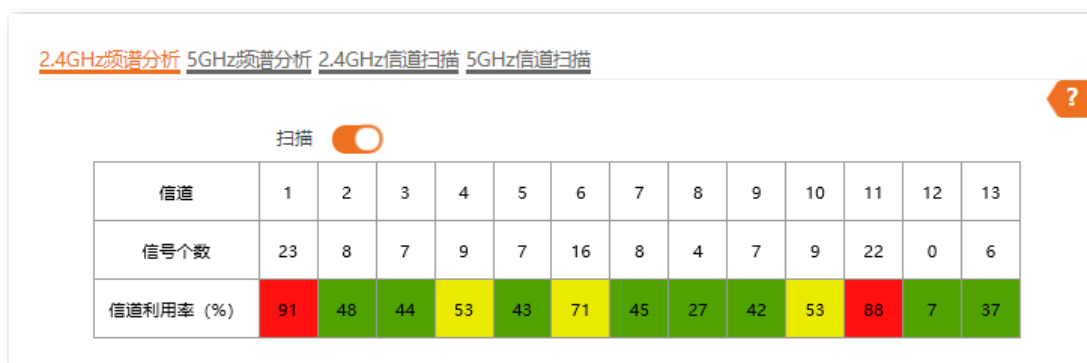 2.4GHz频谱分析 5GHz频谱分析 2.4GHz信道扫描 5GHz信道扫描
?
扫描
信道 1 2 3 4 5 6 7 8 9 10 11 12 13
信号个数 23 8 7 9 7 16 8 4 7 9 22 0 6
信道利用率（%） 91 48 44 53 43 71 45 27 42 53 88 7 37